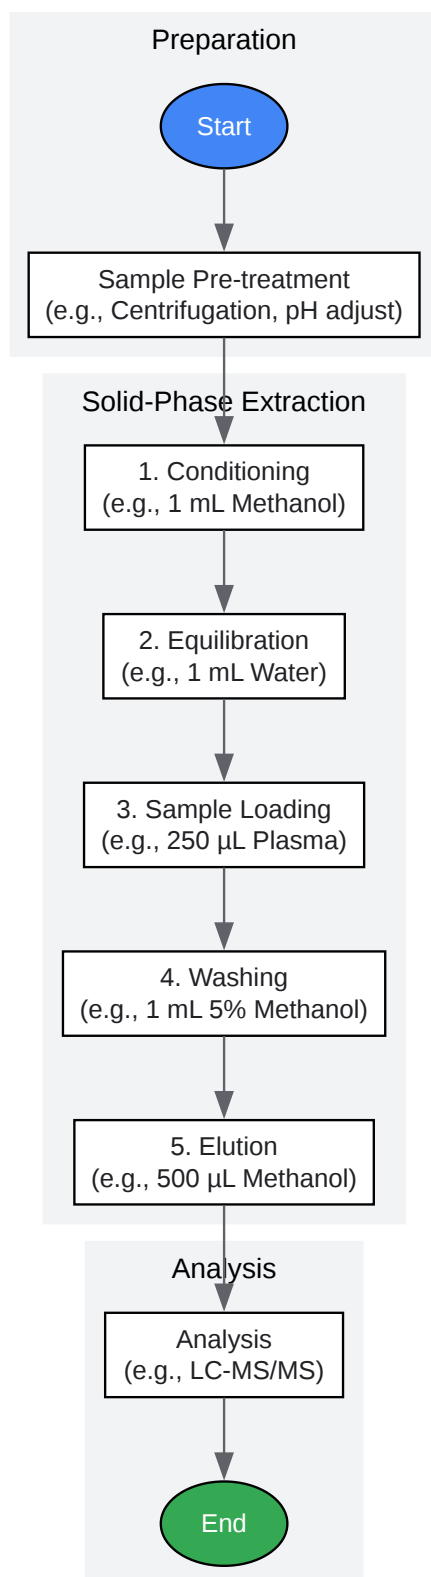 Preparation
Start
Sample Pre-treatment
(e.g., Centrifugation, pH adjust)
Solid-Phase Extraction
1. Conditioning
(e.g., 1 mL Methanol)
2. Equilibration
(e.g., 1 mL Water)
3. Sample Loading
(e.g., 250 µL Plasma)
4. Washing
(e.g., 1 mL 5% Methanol)
5. Elution
(e.g., 500 µL Methanol)
Analysis
Analysis
(e.g., LC-MS/MS)
End